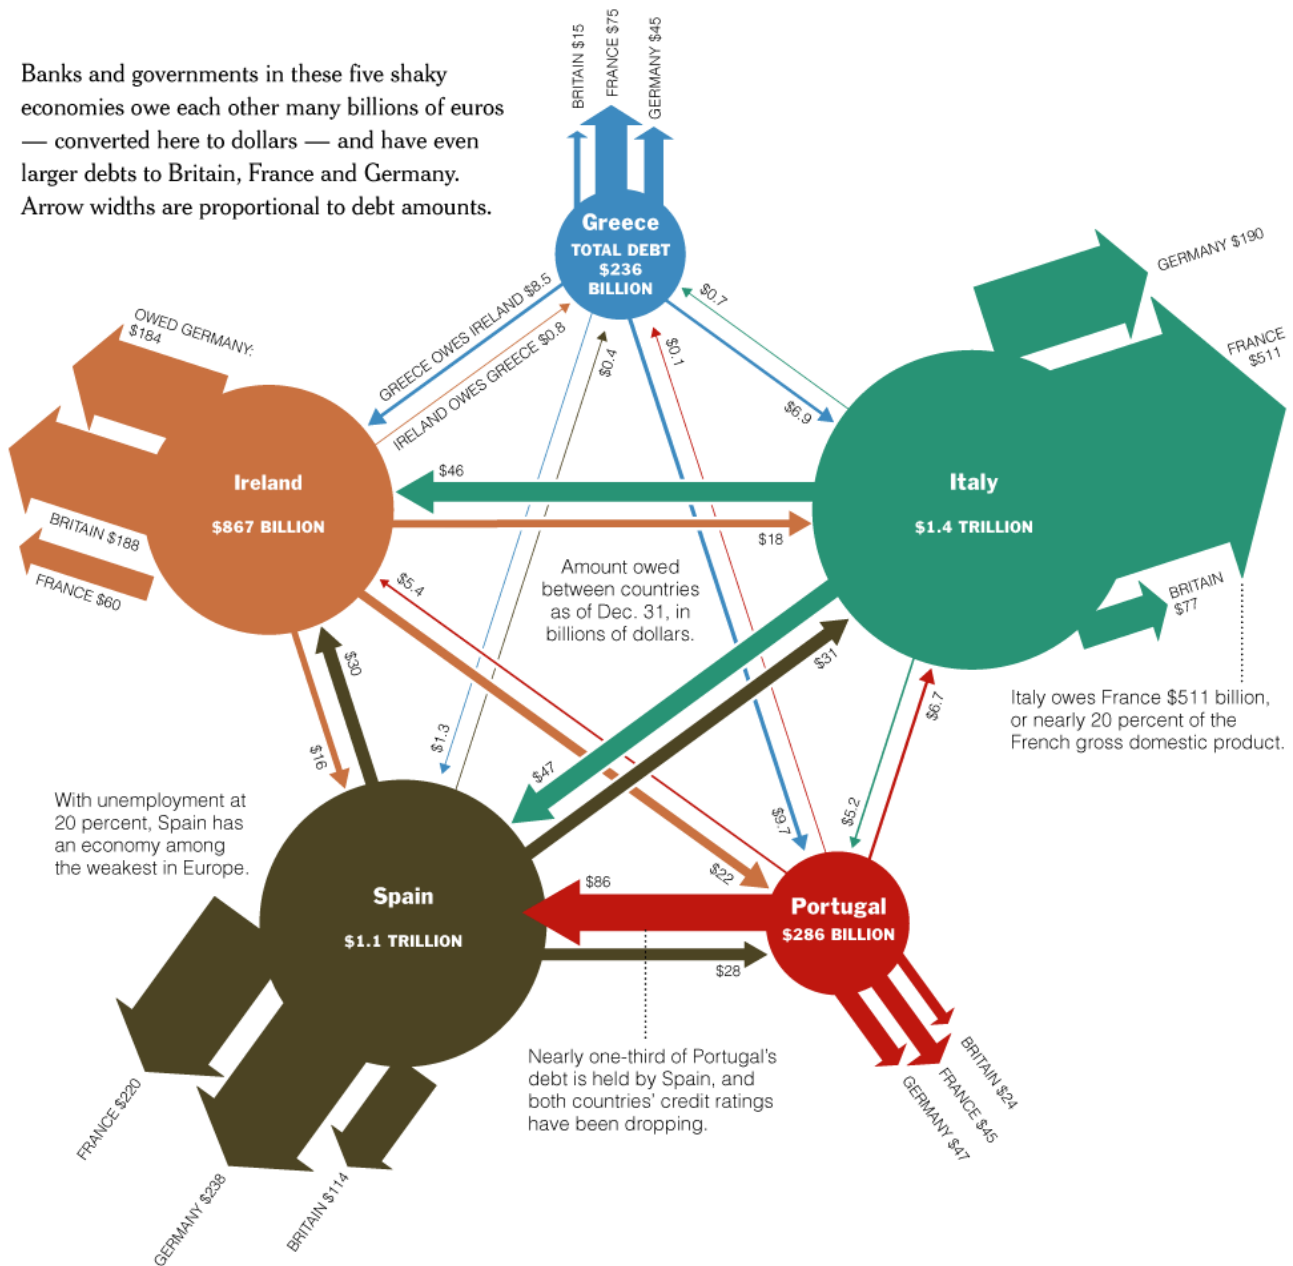 Banks and governments in these five shaky
economies owe each other many billions of euros
— converted here to dollars — and have even
larger debts to Britain, France and Germany.
Arrow widths are proportional to debt amounts.
BRITAIN $15
FRANCE $75
GERMANY $45
Greece
TOTAL DEBT
$236
BILLION
GREECE OWES IRELAND $8.5
IRELAND OWES GREECE $0.8
$0.4
$0.1
$0.7
$6.9
GERMANY $190
FRANCE
$511
OWED GERMANY:
$184
Ireland
$867 BILLION
BRITAIN $188
FRANCE $60
$46
$18
Italy
$1.4 TRILLION
BRITAIN
$77
Amount owed
between countries
as of Dec. 31, in
billions of dollars.
$5.4
$30
$16
$1.3
$47
$31
$6.7
$5.2
$9.7
$22
Italy owes France $511 billion,
or nearly 20 percent of the
French gross domestic product.
With unemployment at
20 percent, Spain has
an economy among
the weakest in Europe.
Spain
$1.1 TRILLION
$86
$28
Portugal
$286 BILLION
Nearly one-third of Portugal's
debt is held by Spain, and
both countries' credit ratings
have been dropping.
FRANCE $220
GERMANY $238
BRITAIN $114
BRITAIN $24
FRANCE $45
GERMANY $47